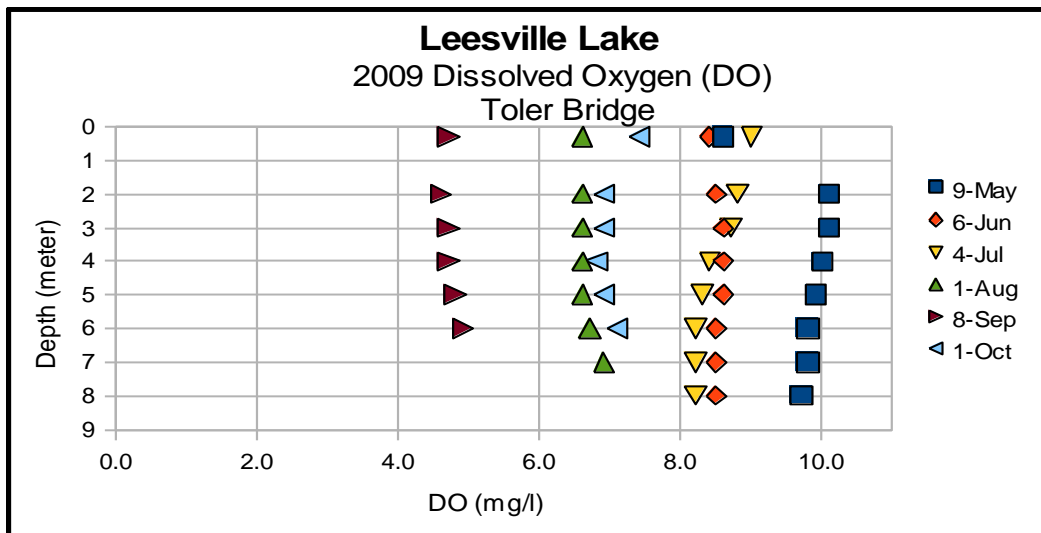 Leesville Lake
2009 Dissolved Oxygen (DO)
Toler Bridge
0
1
2
3
4
5
6
7
8
9
Depth (meter)
0.0 2.0 4.0 6.0 8.0 10.0
DO (mg/l)
9-May
6-Jun
4-Jul
1-Aug
8-Sep
1-Oct